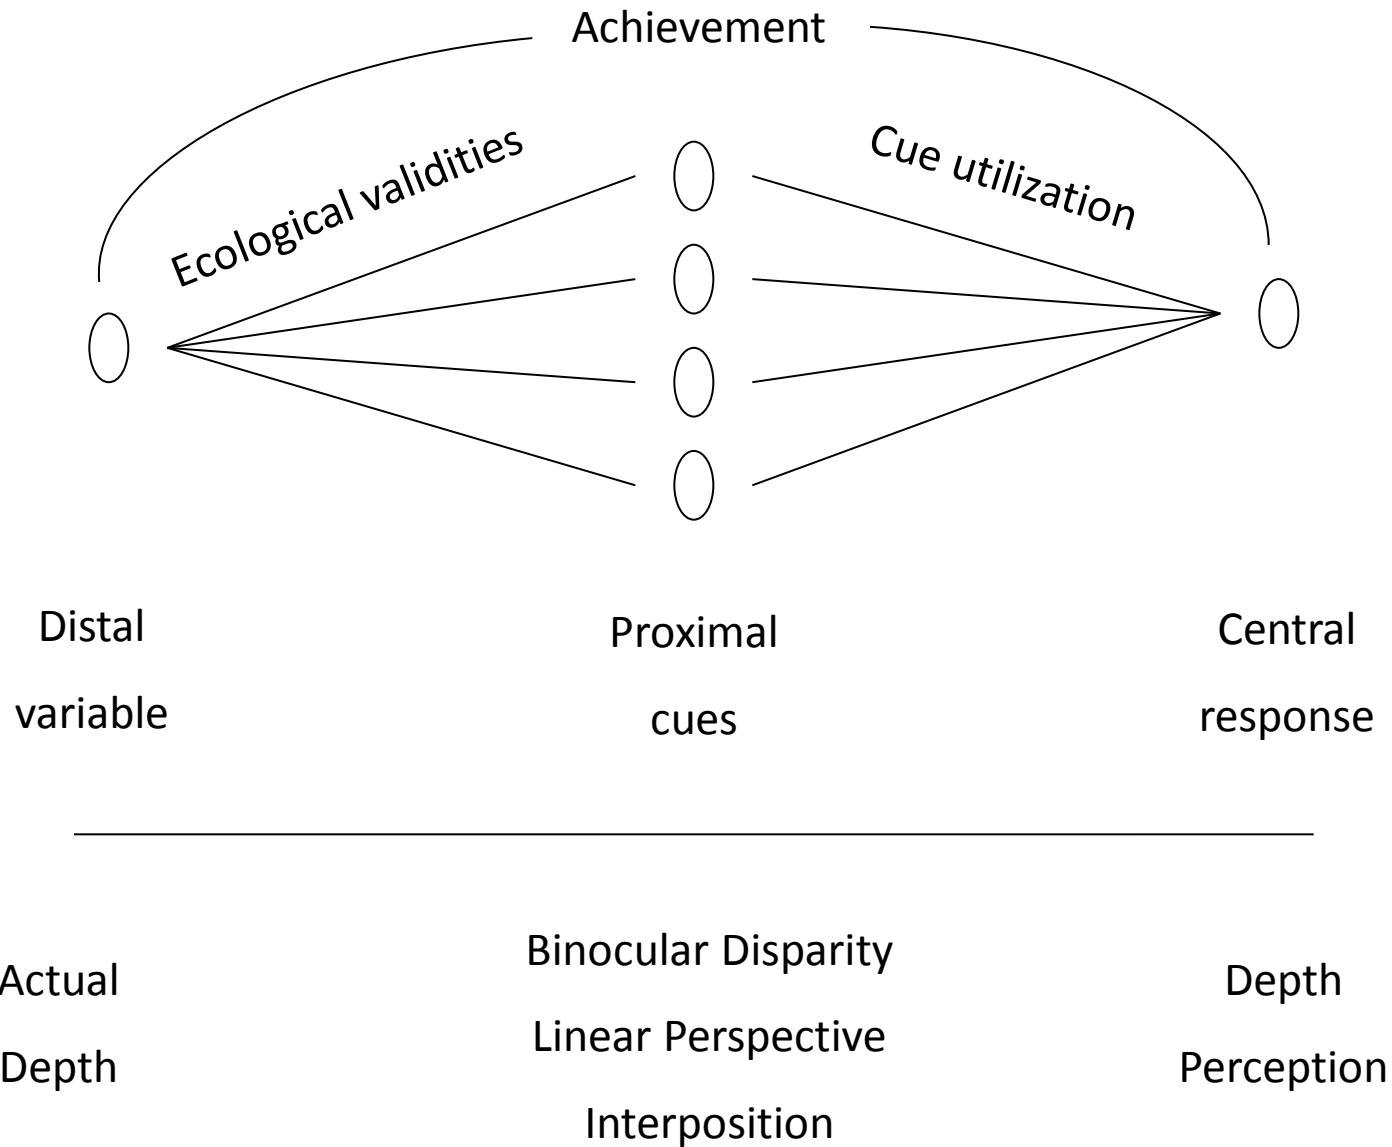 Achievement
Ecological validities
Cue utilization
Distal
variable
Proximal
cues
Central
response
Actual
Depth
Binocular Disparity
Linear Perspective
Interposition
Depth
Perception